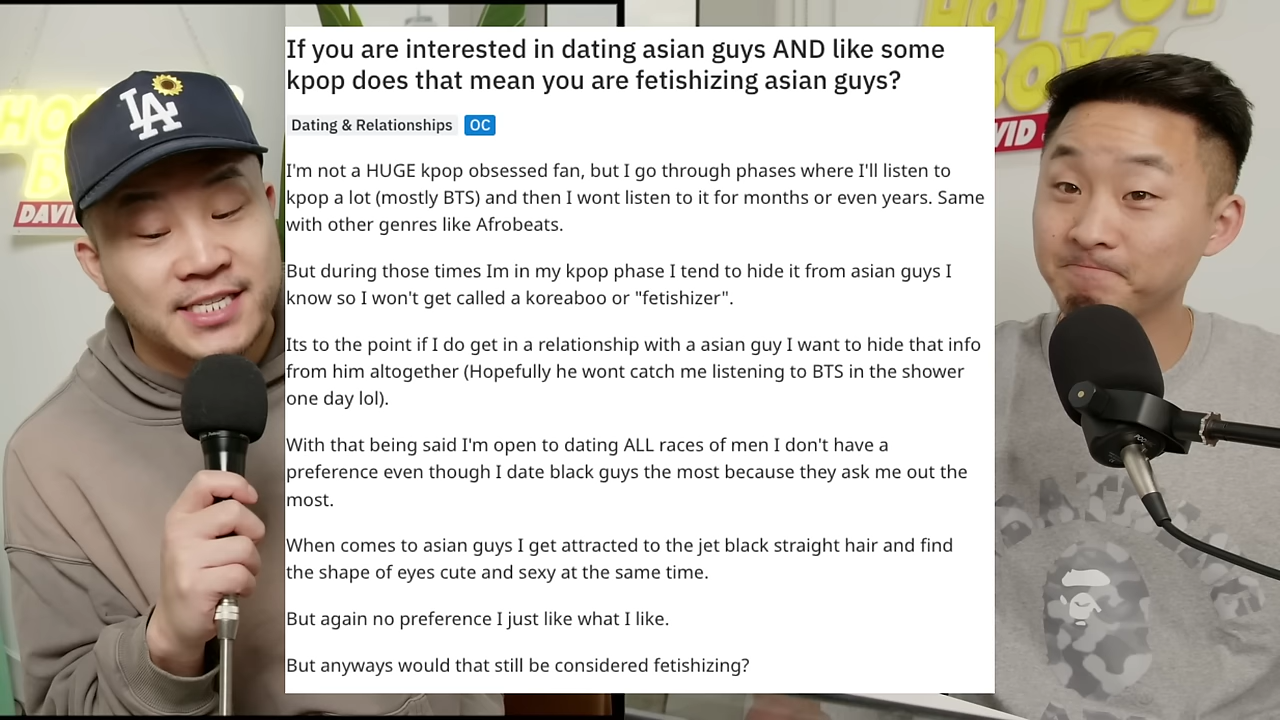 If you are interested in dating asian guys AND like some
kpop does that mean you are fetishizing asian guys?
Dating & Relationships OC
I'm not a HUGE kpop obsessed fan, but I go through phases where I'll listen to
kpop a lot (mostly BTS) and then I wont listen to it for months or even years. Same
with other genres like Afrobeats.
But during those times Im in my kpop phase I tend to hide it from asian guys I
know so I won't get called a koreaboo or "fetishizer".
Its to the point if I do get in a relationship with a asian guy I want to hide that info
from him altogether (Hopefully he wont catch me listening to BTS in the shower
one day lol).
With that being said I'm open to dating ALL races of men I don't have a
preference even though I date black guys the most because they ask me out the
most.
When comes to asian guys I get attracted to the jet black straight hair and find
the shape of eyes cute and sexy at the same time.
But again no preference I just like what I like.
But anyways would that still be considered fetishizing?
LA
HOT POT
BOYS
DAVID
VID